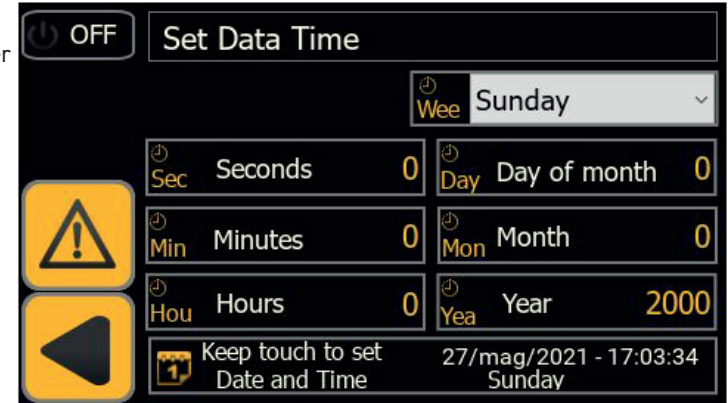 er
OFF
Set Data Time
Wee Sunday
Sec Seconds 0
Day Day of month 0
Min Minutes 0
Mon Month 0
Hou Hours 0
Yea Year 2000
1
Keep touch to set
Date and Time
27/mag/2021 - 17:03:34
Sunday